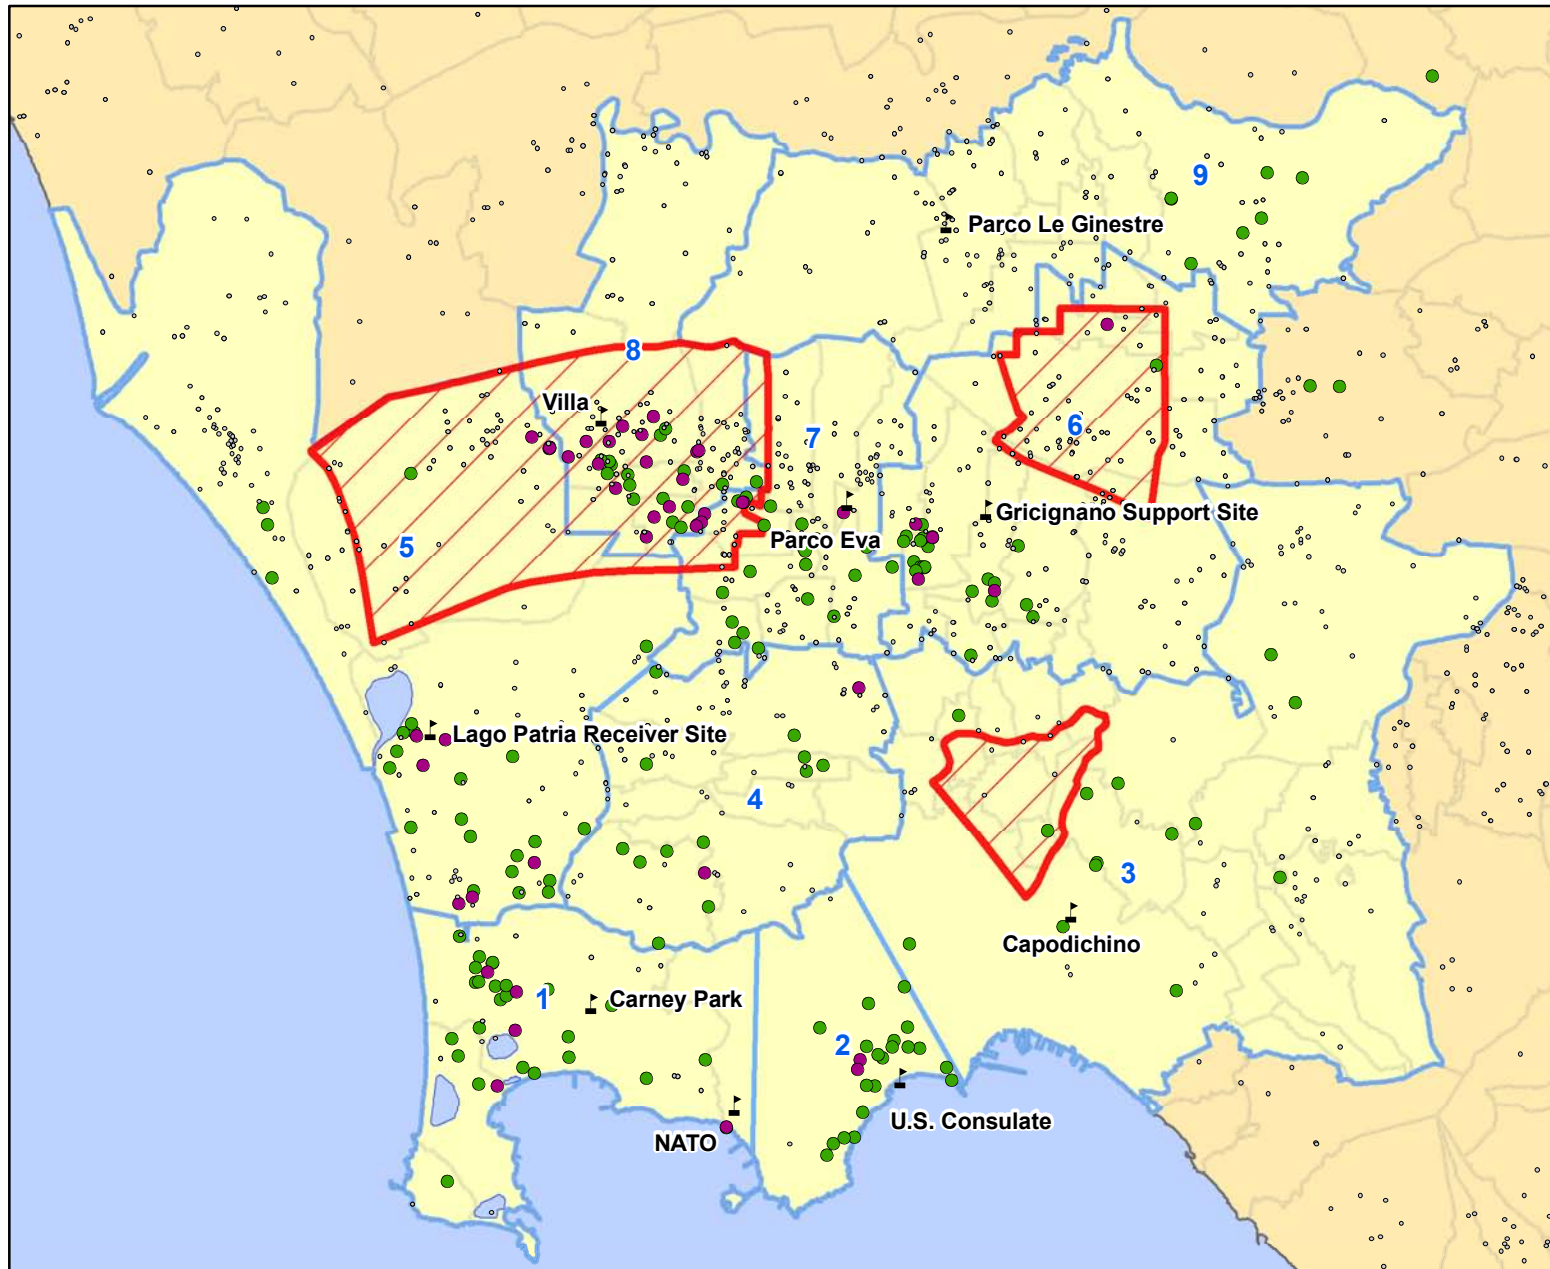 9
Parco Le Ginestre
8
Villa
6
7
Gricignano Support Site
Parco Eva
5
Lago Patria Receiver Site
4
3
Capodichino
1
Carney Park
2
U.S. Consulate
NATO